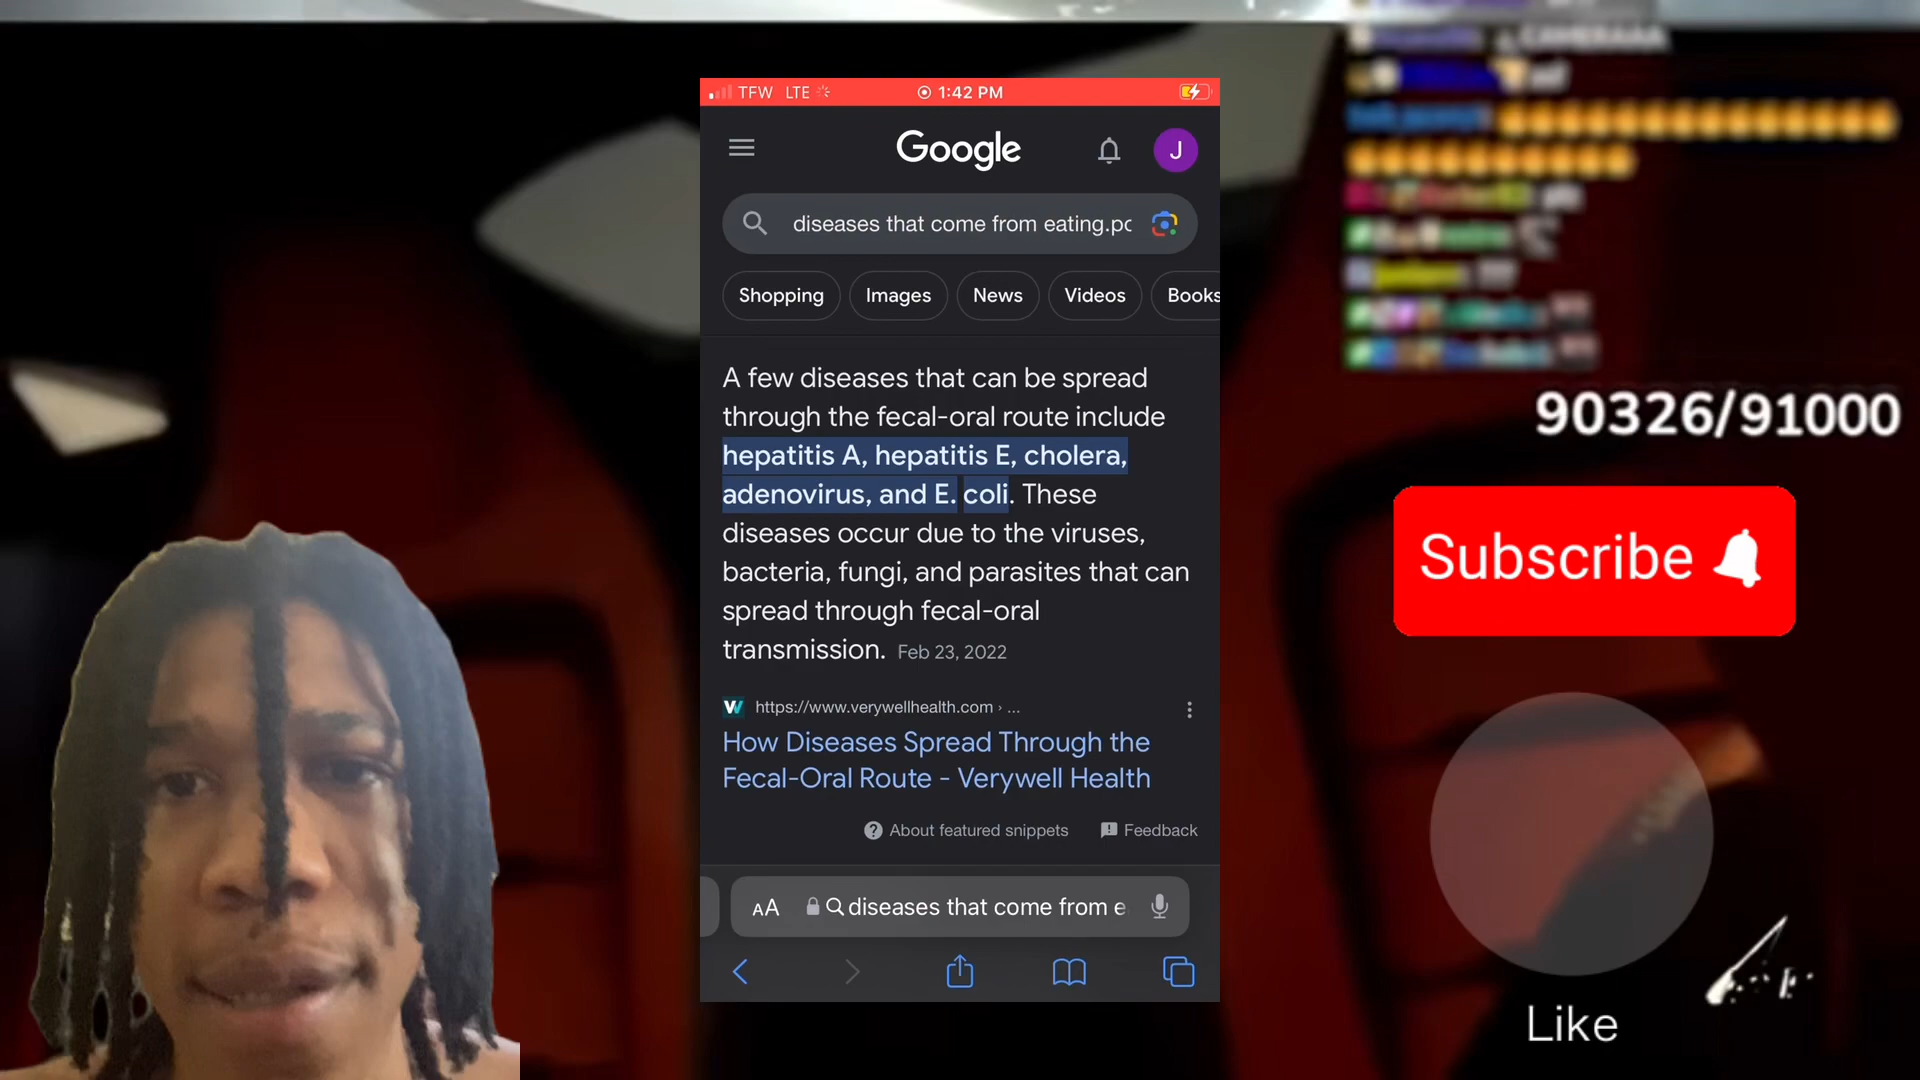 TFW LTE 1:42 PM
Google
J
diseases that come from eating.pc
Shopping Images News Videos Books
A few diseases that can be spread
through the fecal-oral route include
hepatitis A, hepatitis E, cholera,
adenovirus, and E. coli. These
diseases occur due to the viruses,
bacteria, fungi, and parasites that can
spread through fecal-oral
transmission. Feb 23, 2022
https://www.verywellhealth.com › ...
How Diseases Spread Through the
Fecal-Oral Route - Verywell Health
About featured snippets Feedback
AA diseases that come from e
CAMERAAA
90326/91000
Subscribe
Like